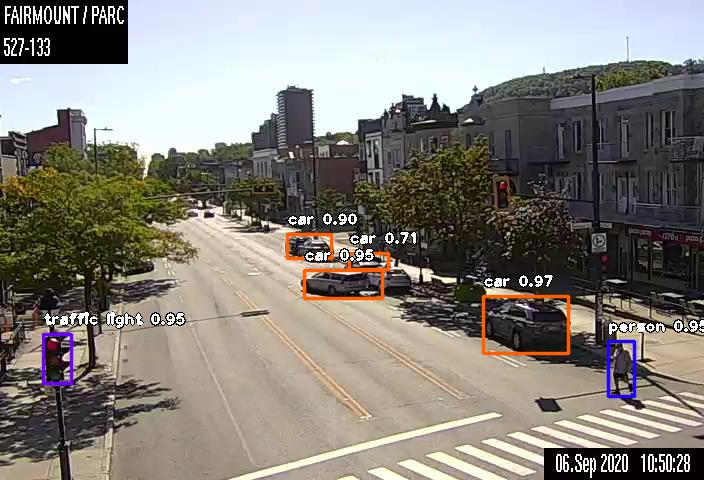 FAIRMOUNT / PARC
527-133
car 0.90
car 0.71
car 0.95
car 0.97
traffic light 0.95
person 0.95
06.Sep 2020 10:50:28